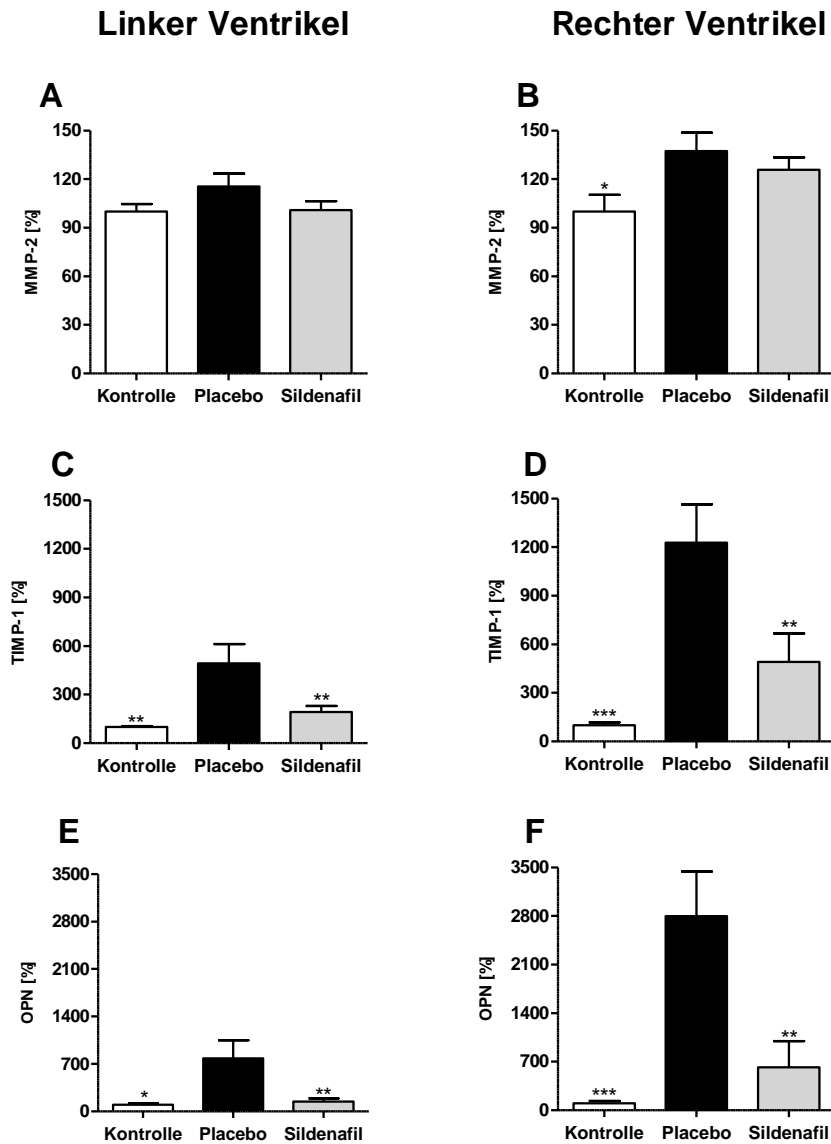 Linker Ventrikel
Rechter Ventrikel
A
150
120
90
60
30
0
MMP-2 [%]
Kontrolle Placebo Sildenafil
B
150
120
90
60
30
0
MMP-2 [%]
*
Kontrolle Placebo Sildenafil
C
1500
1200
900
600
300
0
TIMP-1 [%]
**
**
Kontrolle Placebo Sildenafil
D
1500
1200
900
600
300
0
TIMP-1 [%]
***
**
Kontrolle Placebo Sildenafil
E
3500
2800
2100
1400
700
0
OPN [%]
*
**
Kontrolle Placebo Sildenafil
F
3500
2800
2100
1400
700
0
OPN [%]
***
**
Kontrolle Placebo Sildenafil